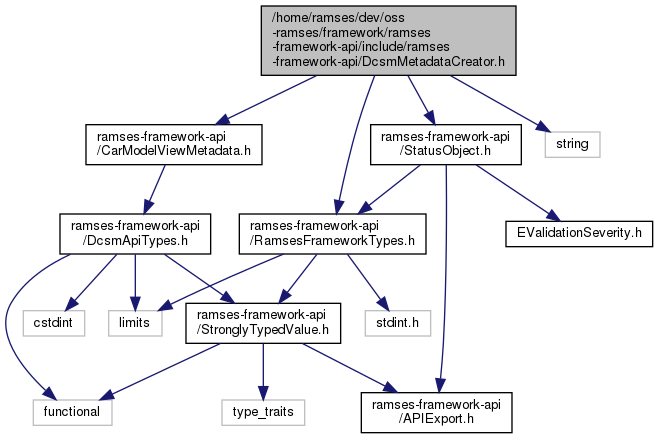 /home/ramses/dev/oss
-ramses/framework/ramses
-framework-api/include/ramses
-framework-api/DcsmMetadataCreator.h
ramses-framework-api
/CarModelViewMetadata.h
ramses-framework-api
/StatusObject.h
string
ramses-framework-api
/DcsmApiTypes.h
ramses-framework-api
/RamsesFrameworkTypes.h
EValidationSeverity.h
cstdint
limits
ramses-framework-api
/StronglyTypedValue.h
stdint.h
functional
type_traits
ramses-framework-api
/APIExport.h